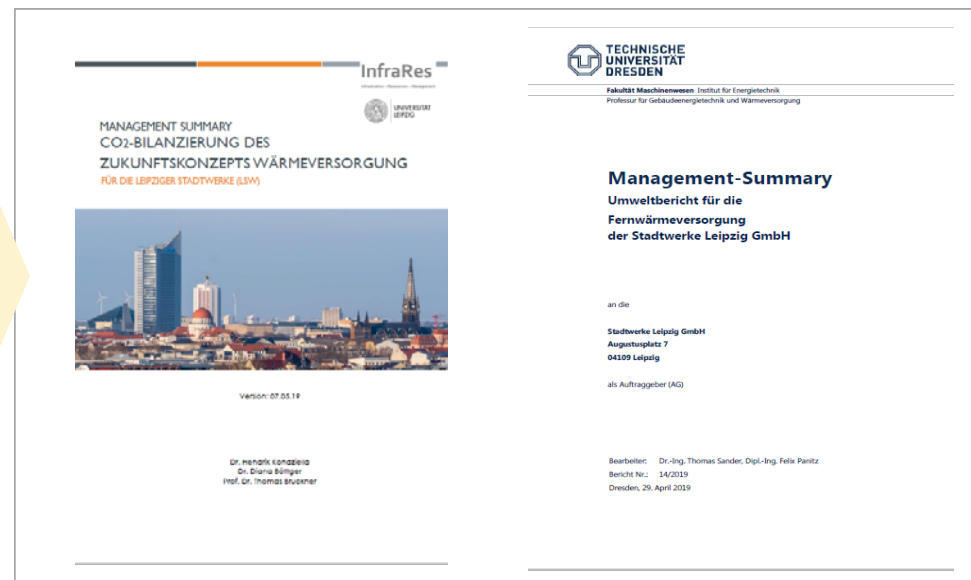 InfraRes
UNIVERSITÄT
LEIPZIG
MANAGEMENT SUMMARY
CO2-BILANZIERUNG DES
ZUKUNFTSKONZEPTS WÄRMEVERSORGUNG
FÜR DIE LEIPZIGER STADTWERKE (LSW)
Version: 07.05.19
Dr. Hendrik Kondziella
Dr. Diana Böttger
Prof. Dr. Thomas Bruckner
TECHNISCHE
UNIVERSITÄT
DRESDEN
Fakultät Maschinenwesen Institut für Energietechnik
Professur für Gebäudeenergietechnik und Wärmeversorgung
Management-Summary
Umweltbericht für die
Fernwärmeversorgung
der Stadtwerke Leipzig GmbH
an die
Stadtwerke Leipzig GmbH
Augustusplatz 7
04109 Leipzig
als Auftraggeber (AG)
Bearbeiter: Dr.-Ing. Thomas Sander, Dipl.-Ing. Felix Panitz
Bericht Nr.: 14/2019
Dresden, 29. April 2019